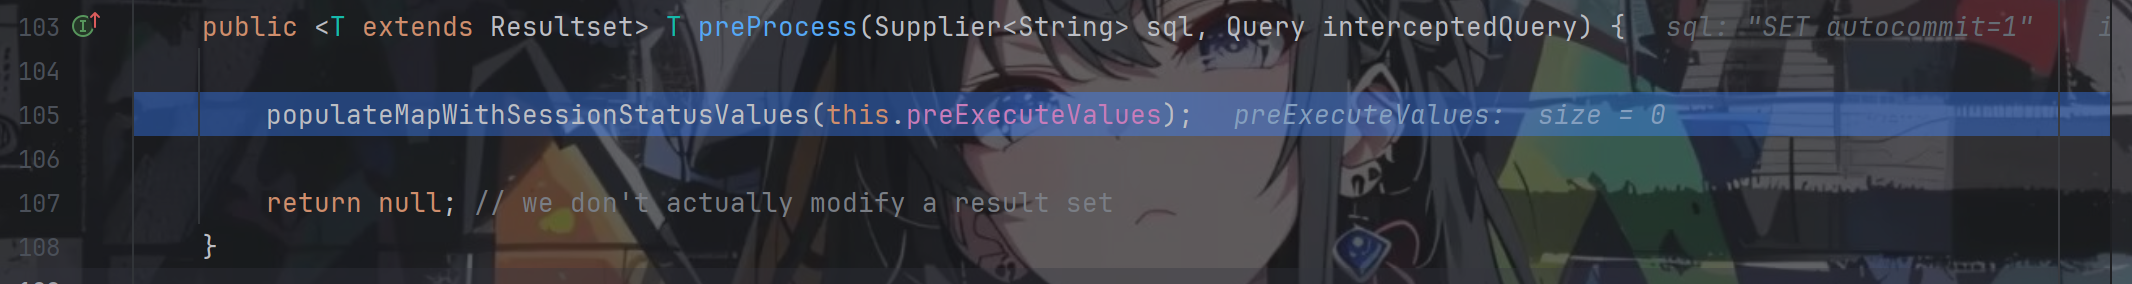 103 public <T extends Resultset> T preProcess(Supplier<String> sql, Query interceptedQuery) { sql: "SET autocommit=1" i
104
105 populateMapWithSessionStatusValues(this.preExecuteValues); preExecuteValues: size = 0
106
107 return null; // we don't actually modify a result set
108 }